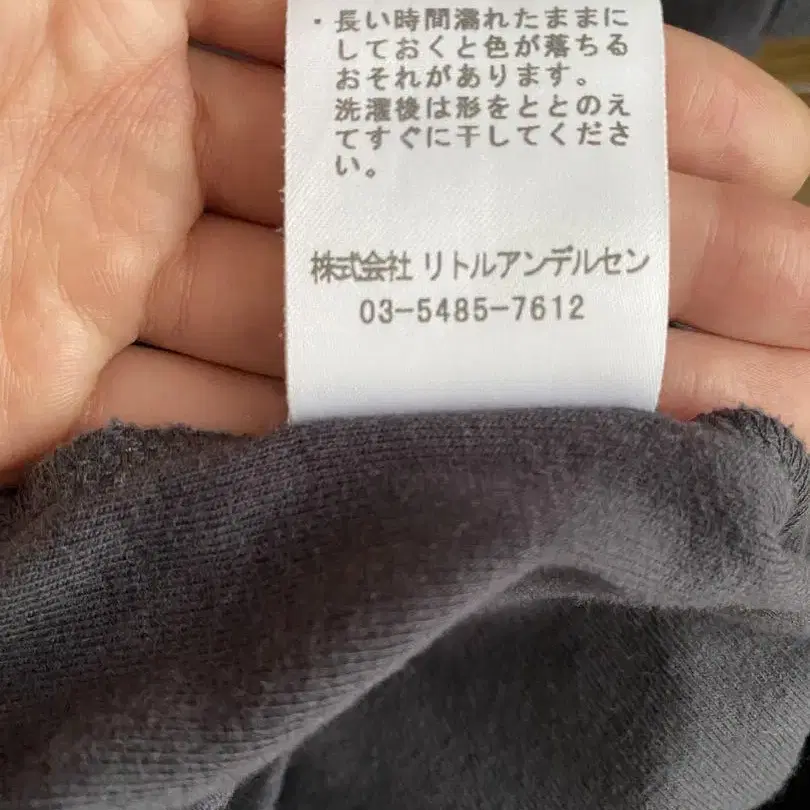 ・長い時間濡れたままに
しておくと色が落ちる
おそれがあります。
洗濯後は形をととのえ
てすぐに干してくださ
い。
株式会社 リトルアンデルセン
03-5485-7612